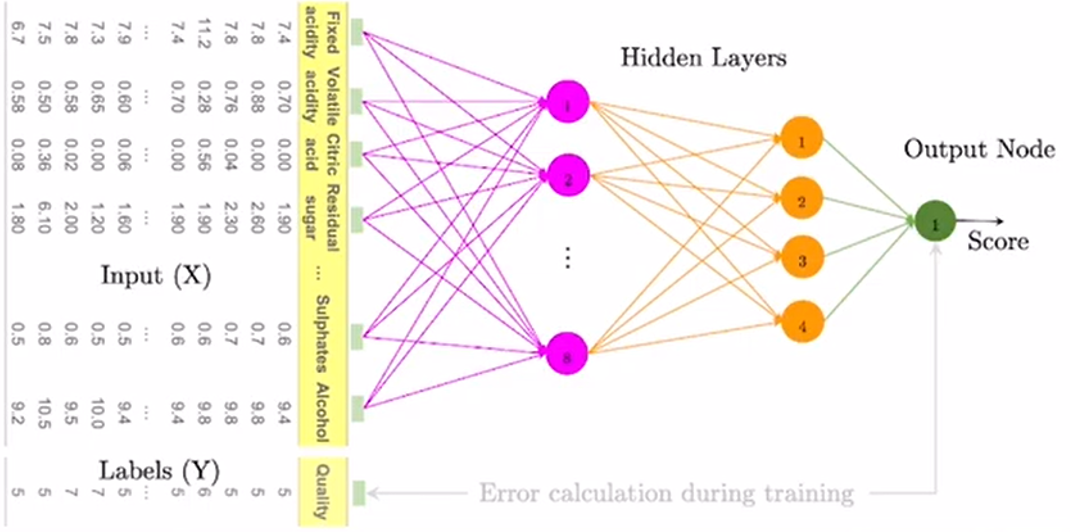 Fixed Volatile Citric Residual ... Sulphates Alcohol Quality
acidity acidity acid sugar
7.4 0.70 0.00 1.90 0.6 9.4 5
7.8 0.88 0.00 2.60 0.7 9.8 5
7.8 0.76 0.04 2.30 0.7 9.8 5
11.2 0.28 0.56 1.90 0.6 9.8 6
7.4 0.70 0.00 1.90 0.6 9.4 5
... ... ... ... ... ... ...
7.9 0.60 0.06 1.60 0.5 9.4 5
7.3 0.65 0.00 1.20 0.5 10.0 7
7.8 0.58 0.02 2.00 0.6 9.5 7
7.5 0.50 0.36 6.10 0.8 10.5 5
6.7 0.58 0.08 1.80 0.5 9.2 5
Input (X)
Labels (Y)
Hidden Layers
1
2
⋮
8
1
2
3
4
Output Node
1
Score
Error calculation during training